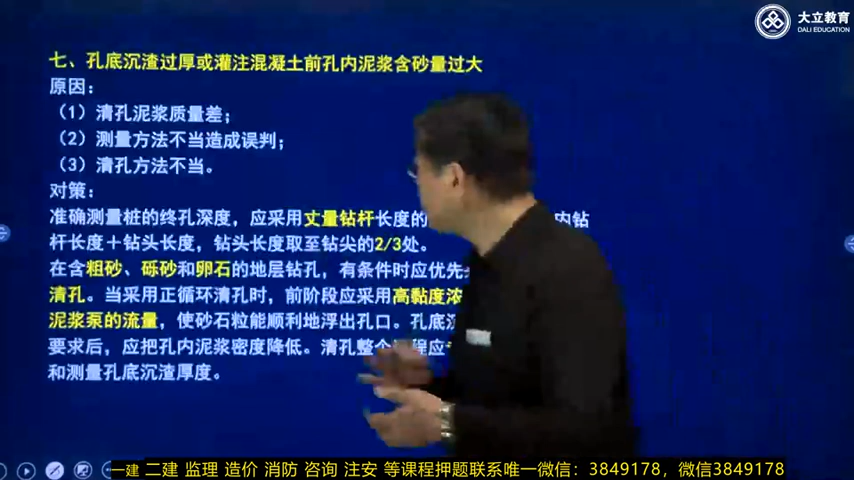 大立教育
DALI EDUCATION
七、孔底沉渣过厚或灌注混凝土前孔内泥浆含砂量过大
原因：
（1）清孔泥浆质量差；
（2）测量方法不当造成误判；
（3）清孔方法不当。
对策：
准确测量桩的终孔深度，应采用丈量钻杆长度的 内钻
杆长度＋钻头长度，钻头长度取至钻尖的2/3处。
在含粗砂、砾砂和卵石的地层钻孔，有条件时应优先
清孔。当采用正循环清孔时，前阶段应采用高黏度浓
泥浆泵的流量，使砂石粒能顺利地浮出孔口。孔底沉
要求后，应把孔内泥浆密度降低。清孔整个 程应
和测量孔底沉渣厚度。
一建 二建 监理 造价 消防 咨询 注安 等课程押题联系唯一微信：3849178，微信3849178